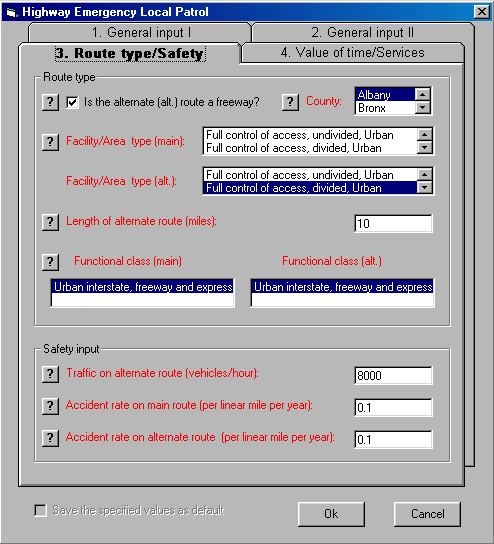 Highway Emergency Local Patrol
1. General input I
2. General input II
3. Route type/Safety
4. Value of time/Services
Route type
? Is the alternate (alt.) route a freeway? ? County: Albany
Bronx
? Facility/Area type (main): Full control of access, undivided, Urban
Full control of access, divided, Urban
Facility/Area type (alt.): Full control of access, undivided, Urban
Full control of access, divided, Urban
? Length of alternate route (miles): 10
? Functional class (main) Functional class (alt.)
Urban interstate, freeway and express Urban interstate, freeway and express
Safety input
? Traffic on alternate route (vehicles/hour): 8000
? Accident rate on main route (per linear mile per year): 0.1
? Accident rate on alternate route (per linear mile per year): 0.1
Save the specified values as default Ok Cancel